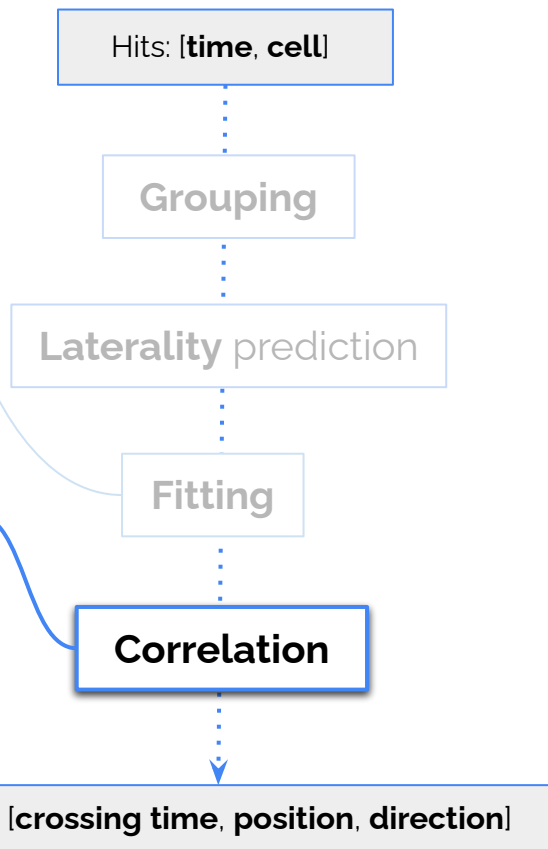 Hits: [time, cell]
Grouping
Laterality prediction
Fitting
Correlation
[crossing time, position, direction]